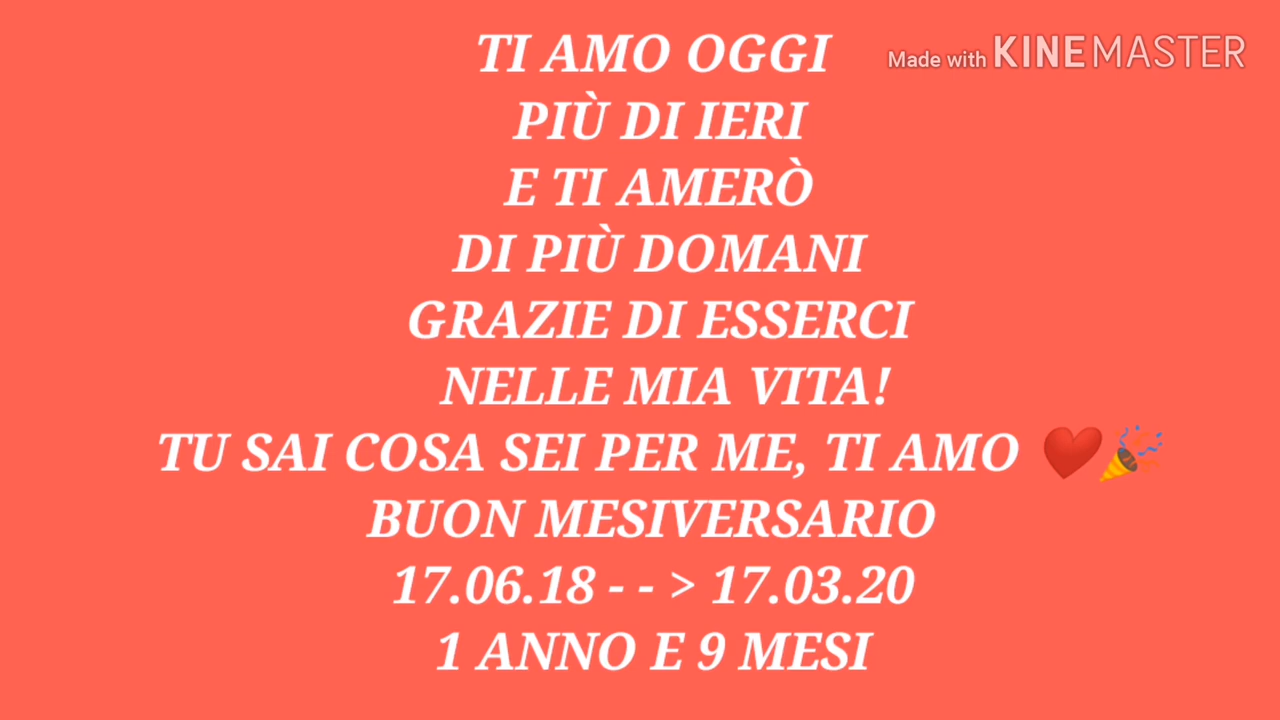 TI AMO OGGI
Made with KINEMASTER
PIÙ DI IERI
E TI AMERÒ
DI PIÙ DOMANI
GRAZIE DI ESSERCI
NELLE MIA VITA!
TU SAI COSA SEI PER ME, TI AMO ❤️🎉
BUON MESIVERSARIO
17.06.18 - - > 17.03.20
1 ANNO E 9 MESI